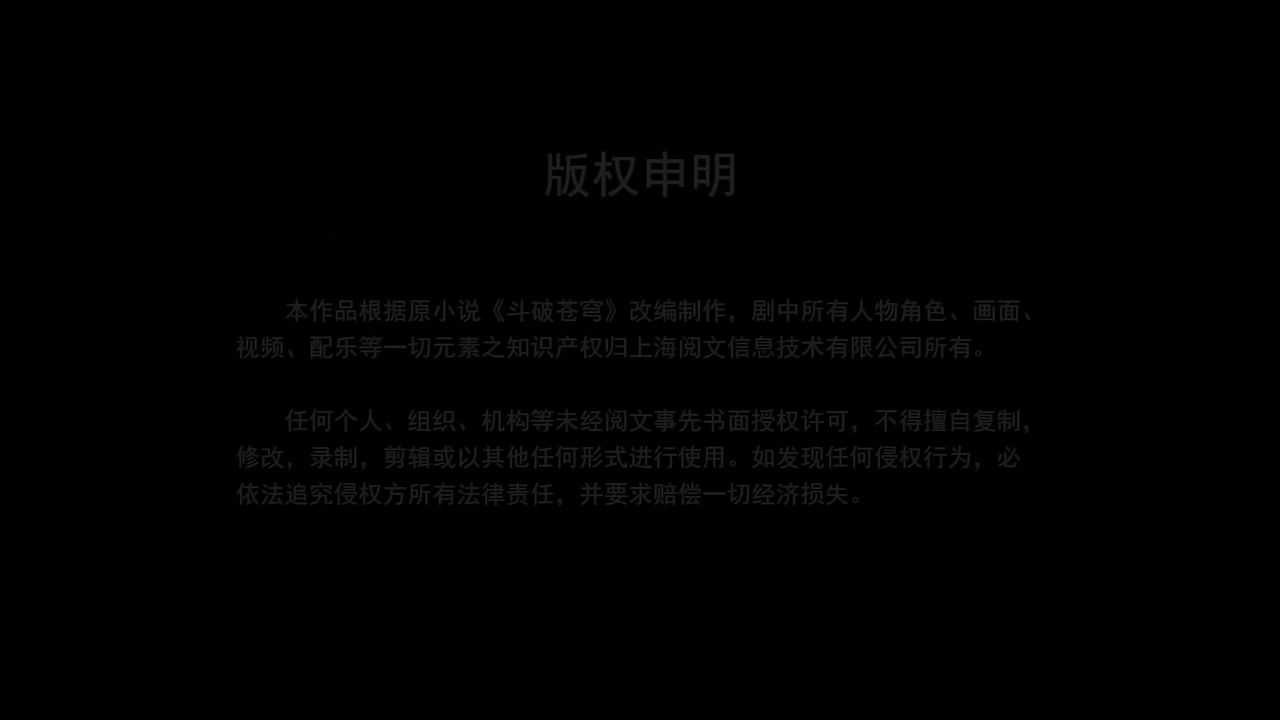 版权申明
本作品根据原小说《斗破苍穹》改编制作，剧中所有人物角色、画面、
视频、配乐等一切元素之知识产权归上海阅文信息技术有限公司所有。
任何个人、组织、机构等未经阅文事先书面授权许可，不得擅自复制，
修改，录制，剪辑或以其他任何形式进行使用。如发现任何侵权行为，必
依法追究侵权方所有法律责任，并要求赔偿一切经济损失。